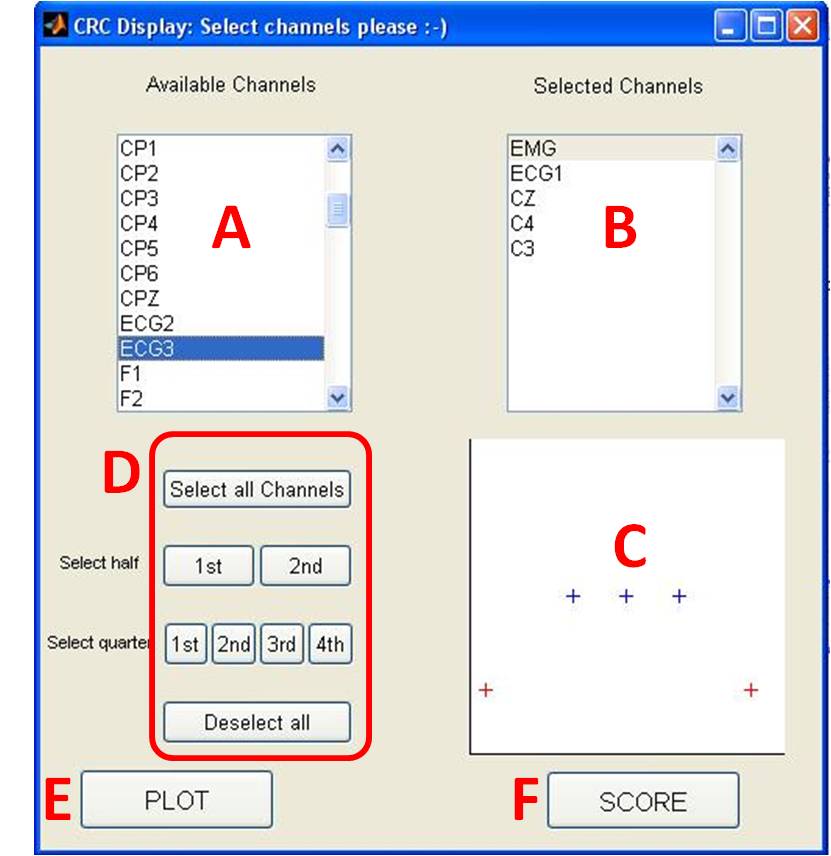 CRC Display: Select channels please :-)
Available Channels
Selected Channels
CP1
CP2
CP3
CP4
CP5
CP6
CPZ
ECG2
ECG3
F1
F2
A
EMG
ECG1
CZ
C4
C3
B
D
Select all Channels
Select half
1st
2nd
Select quarter
1st
2nd
3rd
4th
Deselect all
C
E
PLOT
F
SCORE